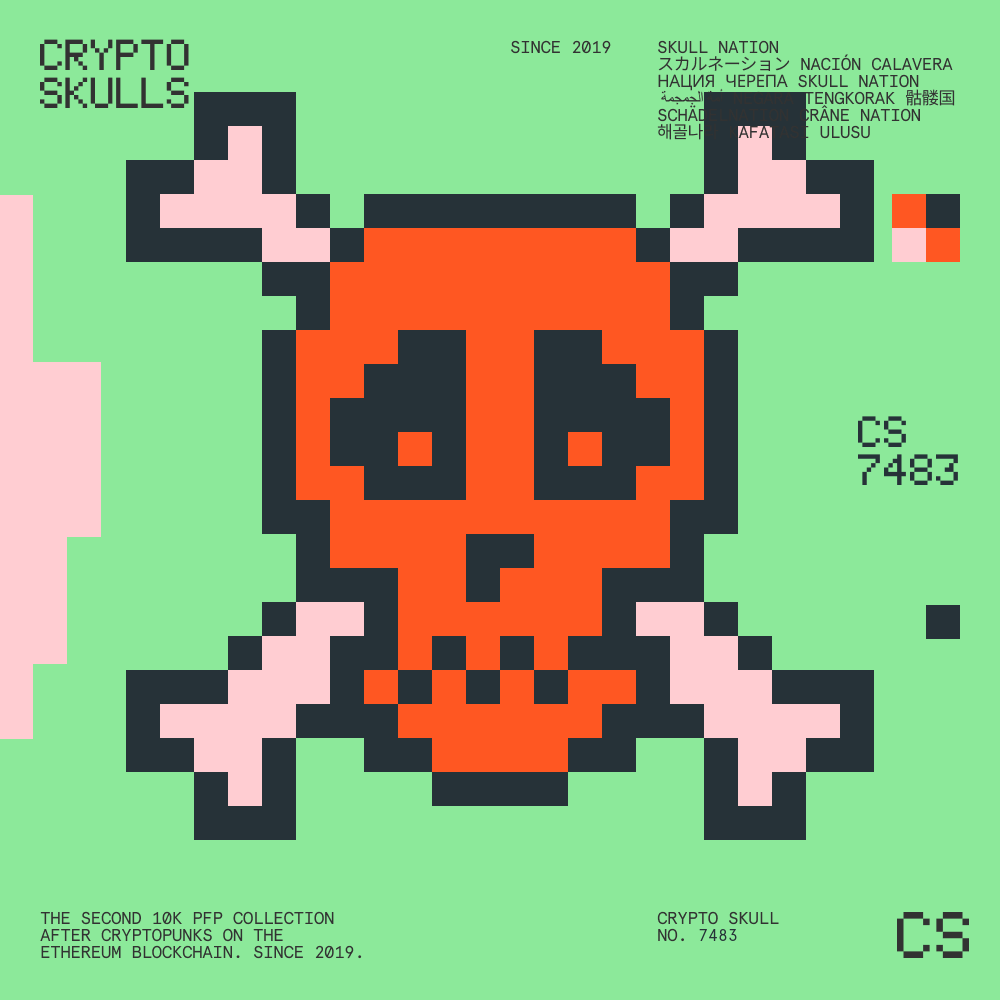 CRYPTO
SKULLS
SINCE 2019
SKULL NATION
スカルネーション NACIÓN CALAVERA
НАЦИЯ ЧЕРЕПА SKULL NATION
الجمجمة TENGKORAK 骷髅国
CRÂNE NATION
해골나 ULUSU
CS
7483
THE SECOND 10K PFP COLLECTION
AFTER CRYPTOPUNKS ON THE
ETHEREUM BLOCKCHAIN. SINCE 2019.
CRYPTO SKULL
NO. 7483
CS